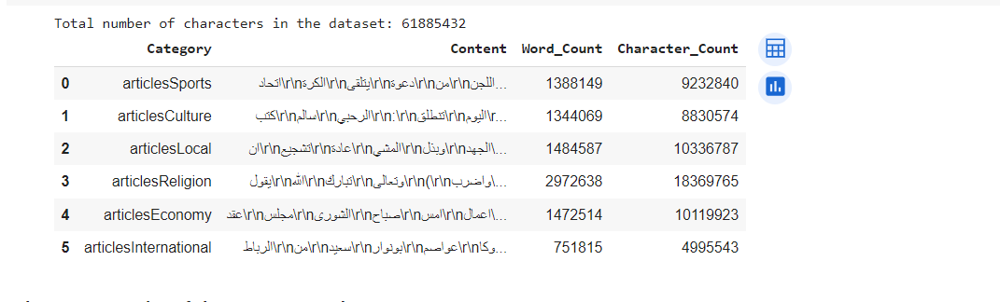 Total number of characters in the dataset: 61885432
Category Content Word_Count Character_Count
0 articlesSports اتحاد\r\nالكرة\r\nيتلقى\r\nدعوة\r\nمن\r\nاللجن... 1388149 9232840
1 articlesCulture كتب\r\nسالم\r\nالرحبي\r\n:\r\nتنطلق\r\nاليوم\r... 1344069 8830574
2 articlesLocal ان\r\nتشجيع\r\nعادة\r\nالمشي\r\nوبذل\r\nالجهد\... 1484587 10336787
3 articlesReligion يقول\r\nالله\r\nتبارك\r\nوتعالى\r\n(\r\nواضرب\... 2972638 18369765
4 articlesEconomy عقد\r\nمجلس\r\nالشورى\r\nصباح\r\nامس\r\nاعمال\... 1472514 10119923
5 articlesInternational الرباط\r\nمن\r\nسعيد\r\nبونوار\r\nعواصم\r\nوكا... 751815 4995543